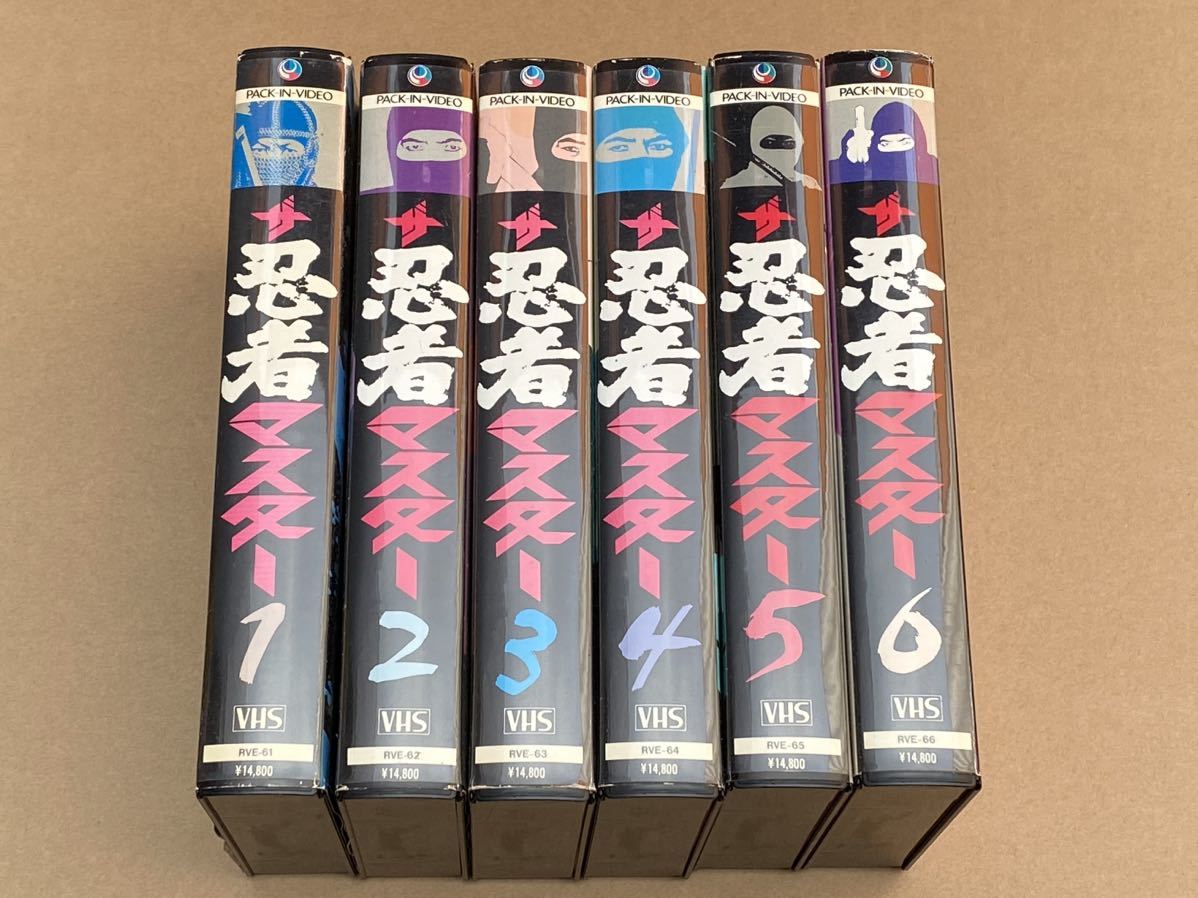 PACK-IN-VIDEO
ザ
忍者
マスター
1
VHS
RVE-61
¥14,800
PACK-IN-VIDEO
ザ
忍者
マスター
2
VHS
RVE-62
¥14,800
PACK-IN-VIDEO
ザ
忍者
マスター
3
VHS
RVE-63
¥14,800
PACK-IN-VIDEO
ザ
忍者
マスター
4
VHS
RVE-64
¥14,800
PACK-IN-VIDEO
ザ
忍者
マスター
5
VHS
RVE-65
¥14,800
PACK-IN-VIDEO
ザ
忍者
マスター
6
VHS
RVE-66
¥14,800